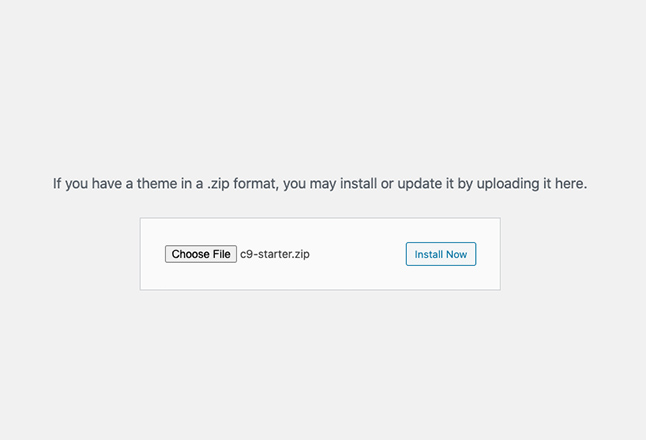 If you have a theme in a .zip format, you may install or update it by uploading it here.
Choose File c9-starter.zip Install Now